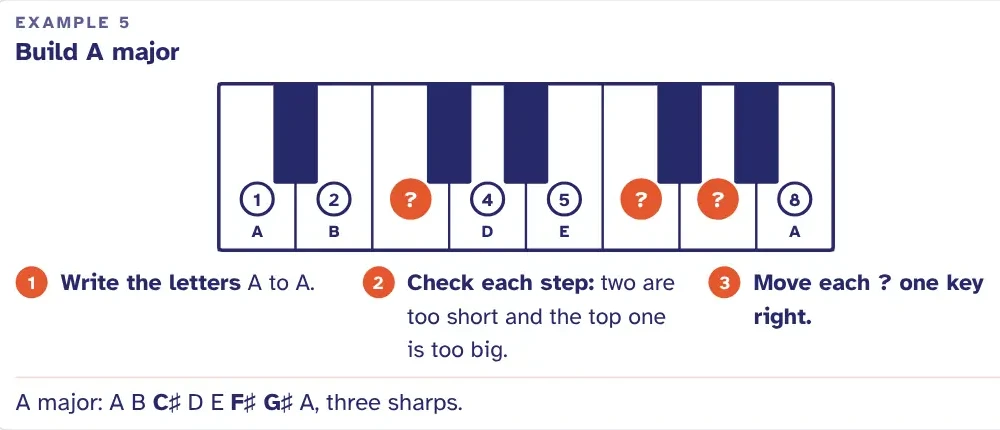 EXAMPLE 5
Build A major
1 2 ? 4 5 ? ? 8
A B D E A
1 Write the letters A to A.
2 Check each step: two are
too short and the top one
is too big.
3 Move each ? one key
right.
A major: A B C♯ D E F♯ G♯ A, three sharps.